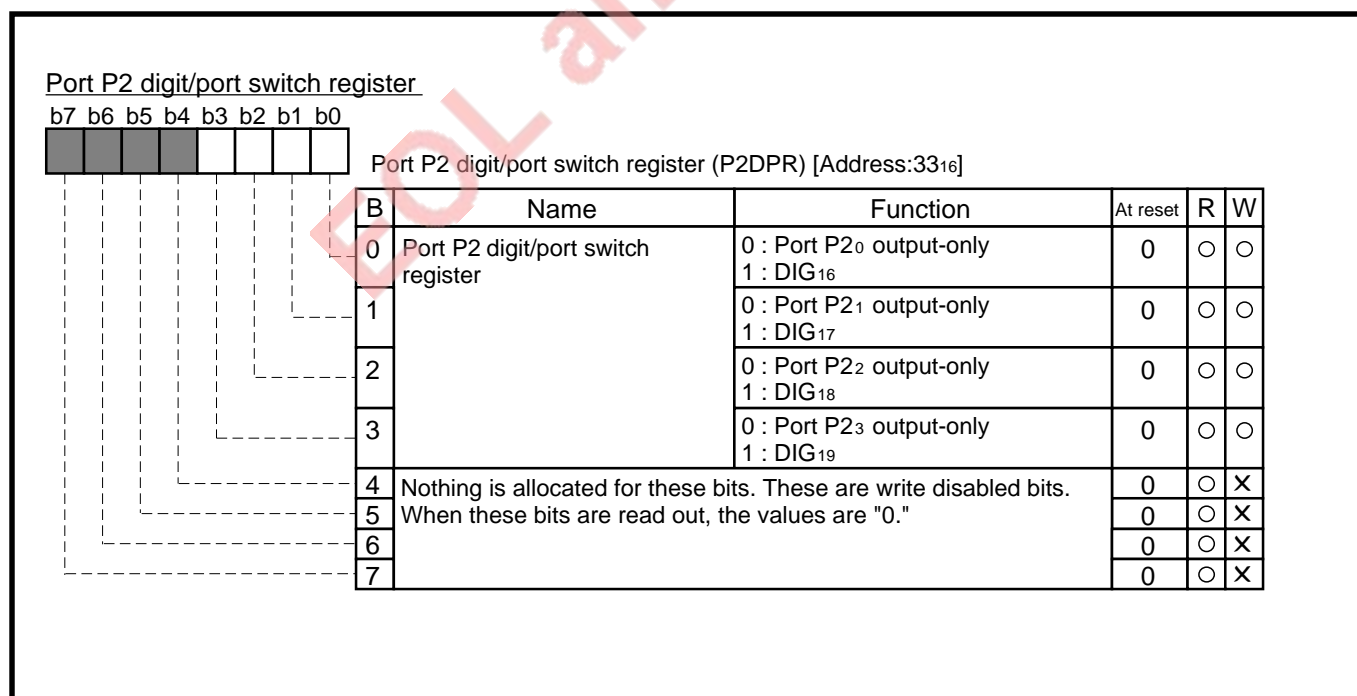 EOL an
Port P2 digit/port switch register
b7 b6 b5 b4 b3 b2 b1 b0
Port P2 digit/port switch register (P2DPR) [Address:33₁₆]
B Name Function At reset R W
0 Port P2 digit/port switch register 0 : Port P2₀ output-only 0 ○ ○
1 : DIG₁₆
1 0 : Port P2₁ output-only 0 ○ ○
1 : DIG₁₇
2 0 : Port P2₂ output-only 0 ○ ○
1 : DIG₁₈
3 0 : Port P2₃ output-only 0 ○ ○
1 : DIG₁₉
4 Nothing is allocated for these bits. These are write disabled bits. 0 ○ ×
5 When these bits are read out, the values are "0." 0 ○ ×
6 0 ○ ×
7 0 ○ ×